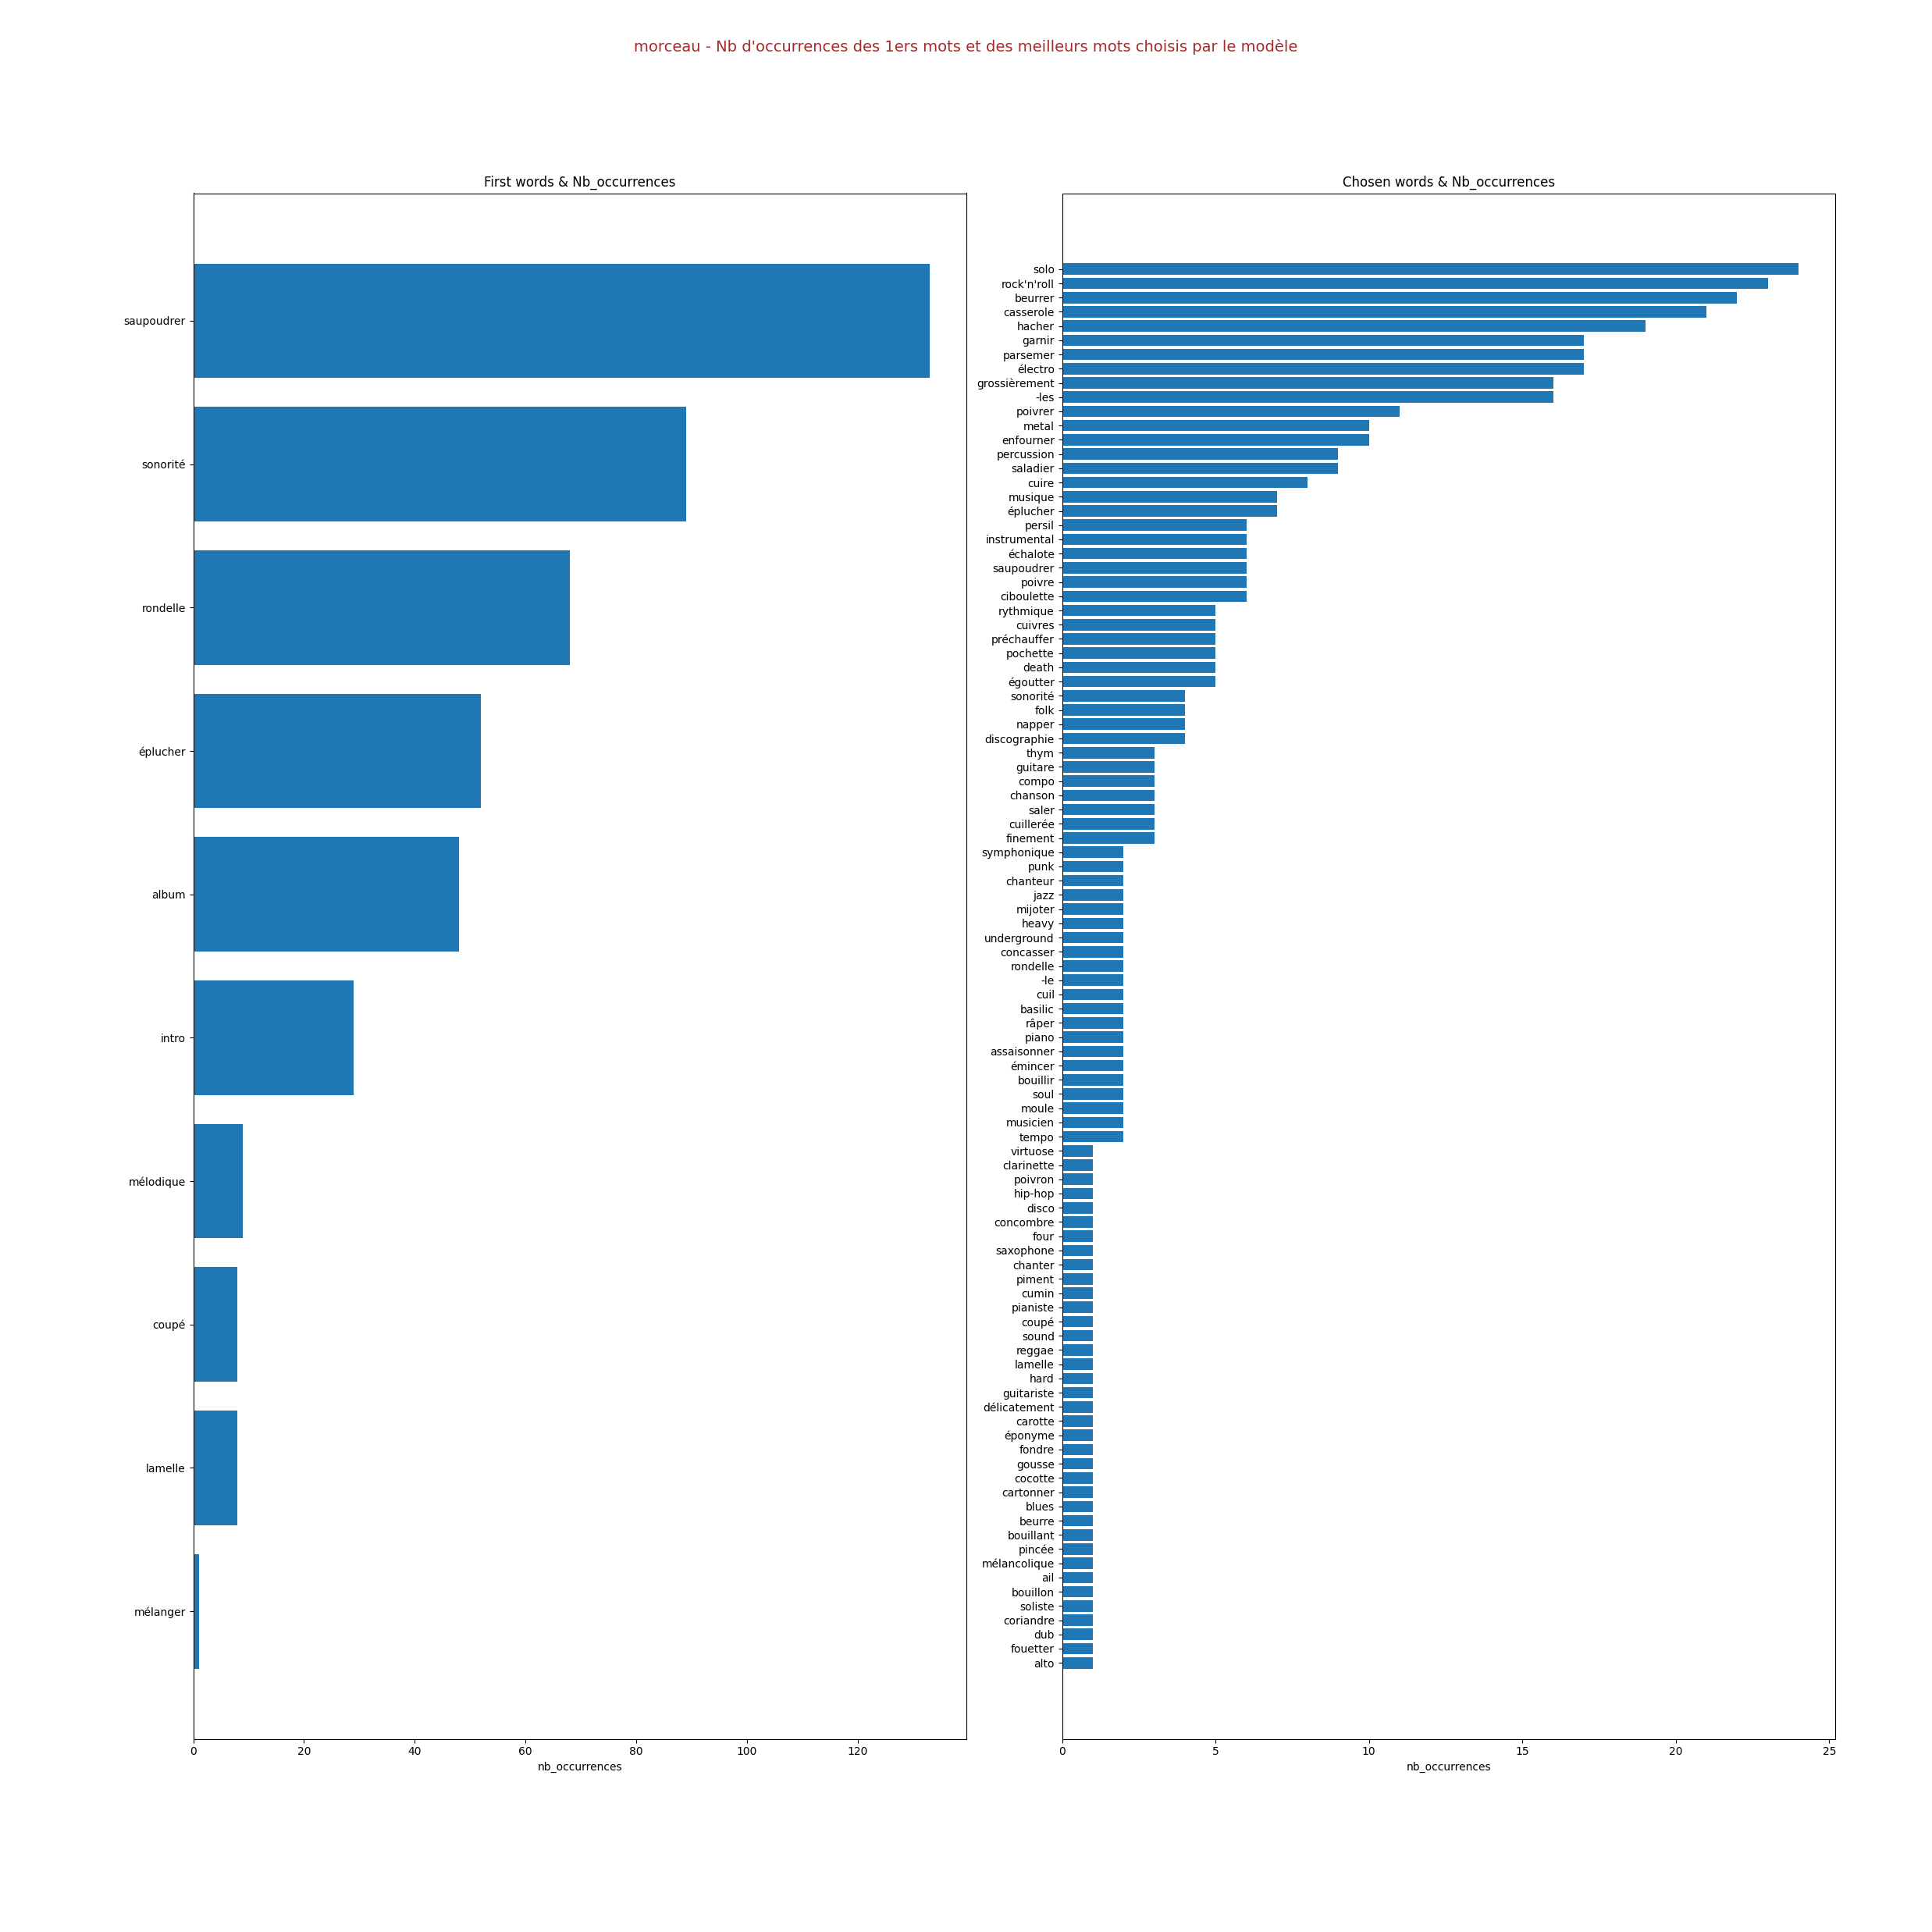 morceau - Nb d'occurrences des 1ers mots et des meilleurs mots choisis par le modèle
First words & Nb_occurrences
saupoudrer
sonorité
rondelle
éplucher
album
intro
mélodique
coupé
lamelle
mélanger
0 20 40 60 80 100 120
nb_occurrences
Chosen words & Nb_occurrences
solo
rock'n'roll
beurrer
casserole
hacher
garnir
parsemer
électro
grossièrement
-les
poivrer
metal
enfourner
percussion
saladier
cuire
musique
éplucher
persil
instrumental
échalote
saupoudrer
poivre
ciboulette
rythmique
cuivres
préchauffer
pochette
death
égoutter
sonorité
folk
napper
discographie
thym
guitare
compo
chanson
saler
cuillerée
finement
symphonique
punk
chanteur
jazz
mijoter
heavy
underground
concasser
rondelle
-le
cuil
basilic
râper
piano
assaisonner
émincer
bouillir
soul
moule
musicien
tempo
virtuose
clarinette
poivron
hip-hop
disco
concombre
four
saxophone
chanter
piment
cumin
pianiste
coupé
sound
reggae
lamelle
hard
guitariste
délicatement
carotte
éponyme
fondre
gousse
cocotte
cartonner
blues
beurre
bouillant
pincée
mélancolique
ail
bouillon
soliste
coriandre
dub
fouetter
alto
0 5 10 15 20 25
nb_occurrences